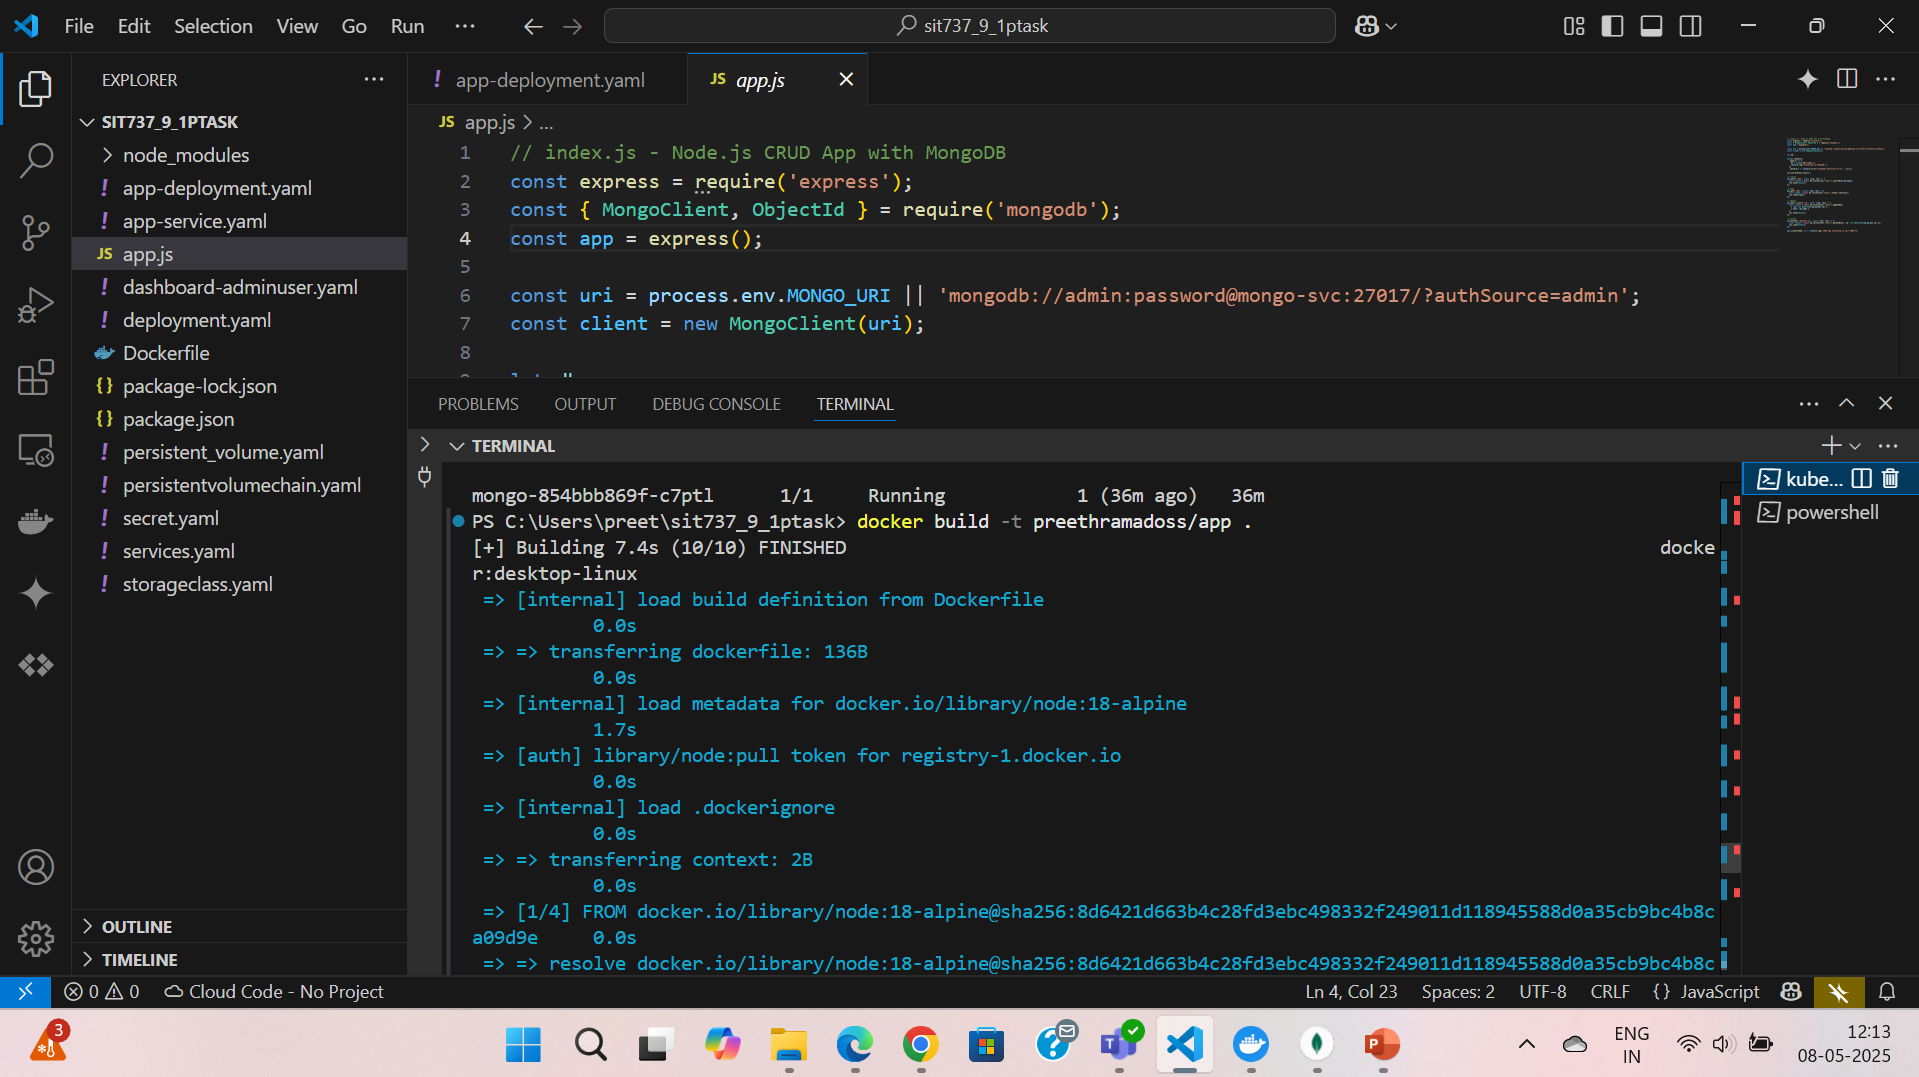 File Edit Selection View Go Run ···
sit737_9_1ptask
EXPLORER
SIT737_9_1PTASK
node_modules
! app-deployment.yaml
! app-service.yaml
JS app.js
! dashboard-adminuser.yaml
! deployment.yaml
Dockerfile
{} package-lock.json
{} package.json
! persistent_volume.yaml
! persistentvolumechain.yaml
! secret.yaml
! services.yaml
! storageclass.yaml
OUTLINE
TIMELINE
! app-deployment.yaml
JS app.js
JS app.js > ...
1 // index.js - Node.js CRUD App with MongoDB
2 const express = require('express');
3 const { MongoClient, ObjectId } = require('mongodb');
4 const app = express();
5
6 const uri = process.env.MONGO_URI || 'mongodb://admin:password@mongo-svc:27017/?authSource=admin';
7 const client = new MongoClient(uri);
8
PROBLEMS OUTPUT DEBUG CONSOLE TERMINAL
TERMINAL
mongo-854bbb869f-c7ptl 1/1 Running 1 (36m ago) 36m
PS C:\Users\preet\sit737_9_1ptask> docker build -t preethramadoss/app .
[+] Building 7.4s (10/10) FINISHED docke
r:desktop-linux
=> [internal] load build definition from Dockerfile
0.0s
=> => transferring dockerfile: 136B
0.0s
=> [internal] load metadata for docker.io/library/node:18-alpine
1.7s
=> [auth] library/node:pull token for registry-1.docker.io
0.0s
=> [internal] load .dockerignore
0.0s
=> => transferring context: 2B
0.0s
=> [1/4] FROM docker.io/library/node:18-alpine@sha256:8d6421d663b4c28fd3ebc498332f249011d118945588d0a35cb9bc4b8c
a09d9e 0.0s
=> => resolve docker.io/library/node:18-alpine@sha256:8d6421d663b4c28fd3ebc498332f249011d118945588d0a35cb9bc4b8c
kube...
powershell
0 0 Cloud Code - No Project
Ln 4, Col 23 Spaces: 2 UTF-8 CRLF {} JavaScript
3
ENG
IN
12:13
08-05-2025